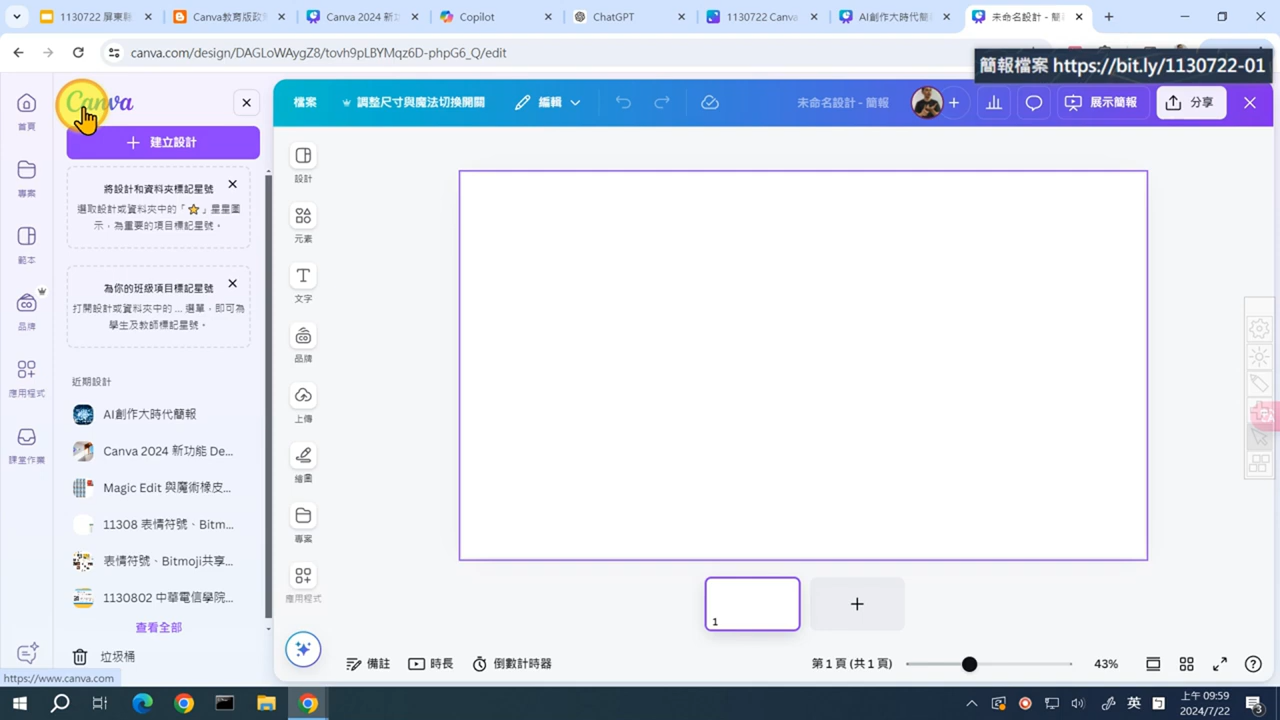 1130722 屏東縣
Canva教育版政
Canva 2024 新功
Copilot
ChatGPT
1130722 Canva
AI創作大時代簡
未命名設計 - 簡
canva.com/design/DAGLoWAygZ8/tovh9pLBYMqz6D-phpG6_Q/edit
簡報檔案 https://bit.ly/1130722-01
首頁
專案
範本
品牌
應用程式
課堂作業
Canva
建立設計
將設計和資料夾標記星號
選取設計或資料夾中的「⭐」星星圖
示，為重要的項目標記星號。
為你的班級項目標記星號
打開設計或資料夾中的 ... 選單，即可為
學生及教師標記星號。
近期設計
AI創作大時代簡報
Canva 2024 新功能 De...
Magic Edit 與魔術橡皮...
11308 表情符號、Bitm...
表情符號、Bitmoji共享...
1130802 中華電信學院...
查看全部
垃圾桶
https://www.canva.com
檔案
調整尺寸與魔法切換開關
編輯
未命名設計 - 簡報
展示簡報
分享
設計
元素
文字
品牌
上傳
繪圖
專案
應用程式
1
備註
時長
倒數計時器
第 1 頁 (共 1 頁)
43%
英
上午 09:59
2024/7/22
3